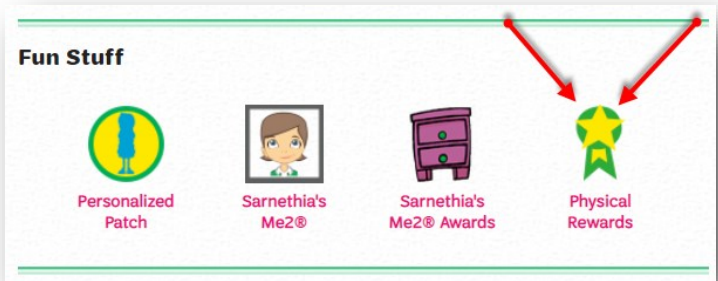 Fun Stuff
Personalized
Patch
Sarnethia's
Me2®
Sarnethia's
Me2® Awards
Physical
Rewards